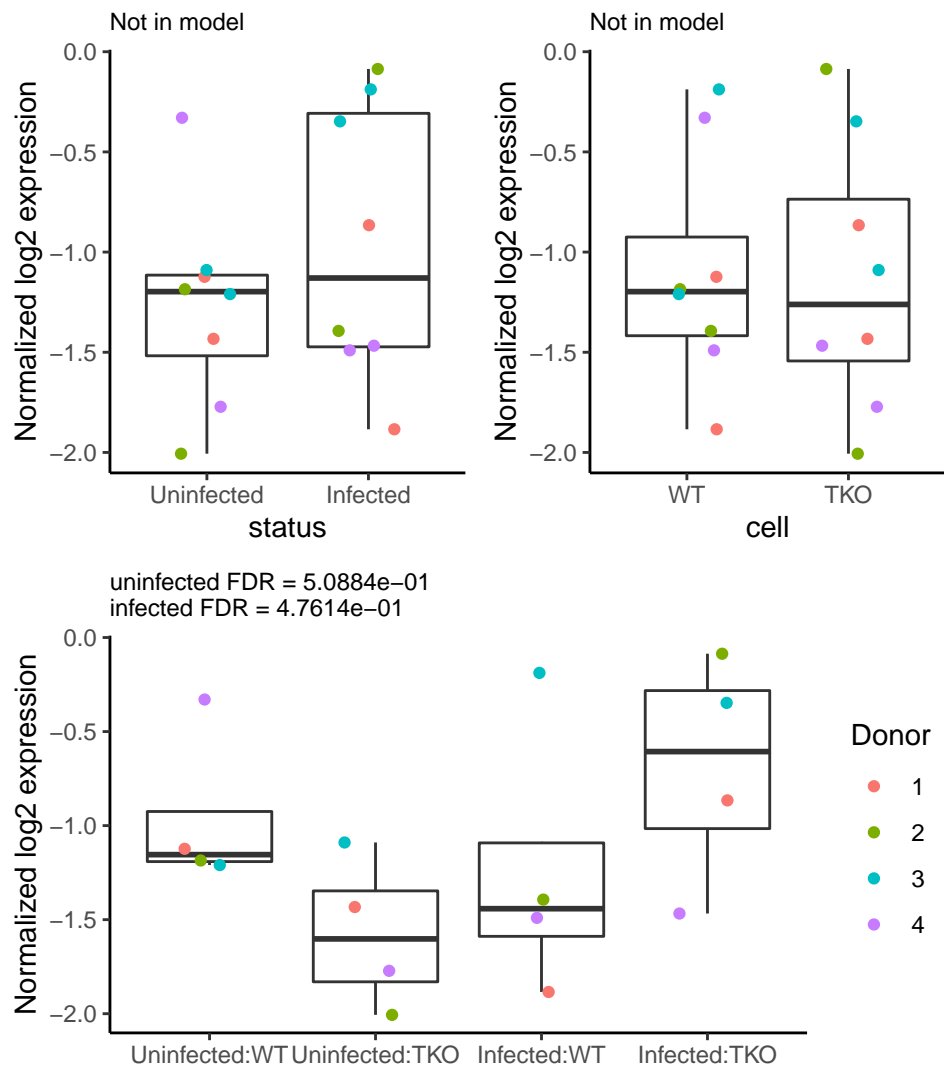 Not in model
Normalized log2 expression
0.0
−0.5
−1.0
−1.5
−2.0
Uninfected Infected
status
Not in model
Normalized log2 expression
0.0
−0.5
−1.0
−1.5
−2.0
WT TKO
cell
uninfected FDR = 5.0884e−01
infected FDR = 4.7614e−01
Normalized log2 expression
0.0
−0.5
−1.0
−1.5
−2.0
Uninfected:WT Uninfected:TKO Infected:WT Infected:TKO
Donor
1
2
3
4